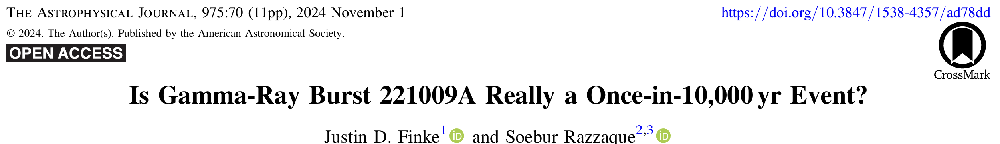 THE ASTROPHYSICAL JOURNAL, 975:70 (11pp), 2024 November 1
https://doi.org/10.3847/1538-4357/ad78dd
© 2024. The Author(s). Published by the American Astronomical Society.
OPEN ACCESS
CrossMark
Is Gamma-Ray Burst 221009A Really a Once-in-10,000 yr Event?
Justin D. Finke1 iD and Soebur Razzaque2,3 iD